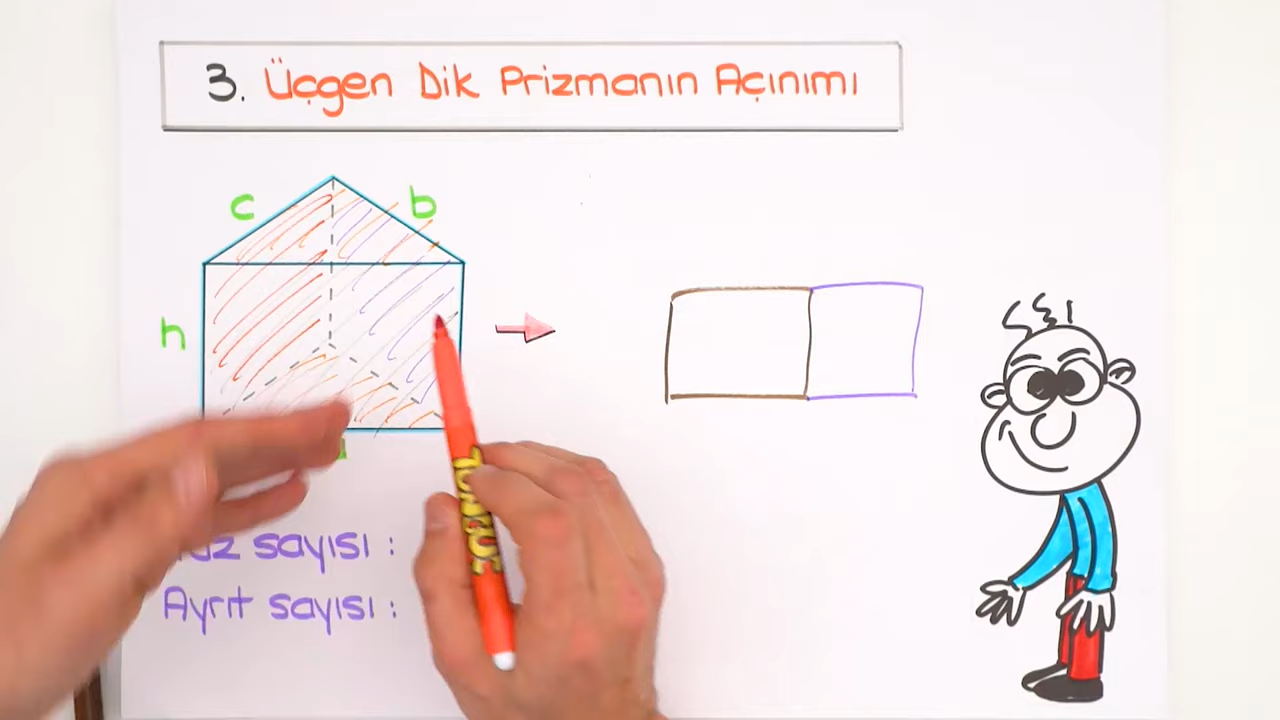 3. Üçgen Dik Prizmanın Açınımı
c
b
h
sayısı :
Ayrıt sayısı :